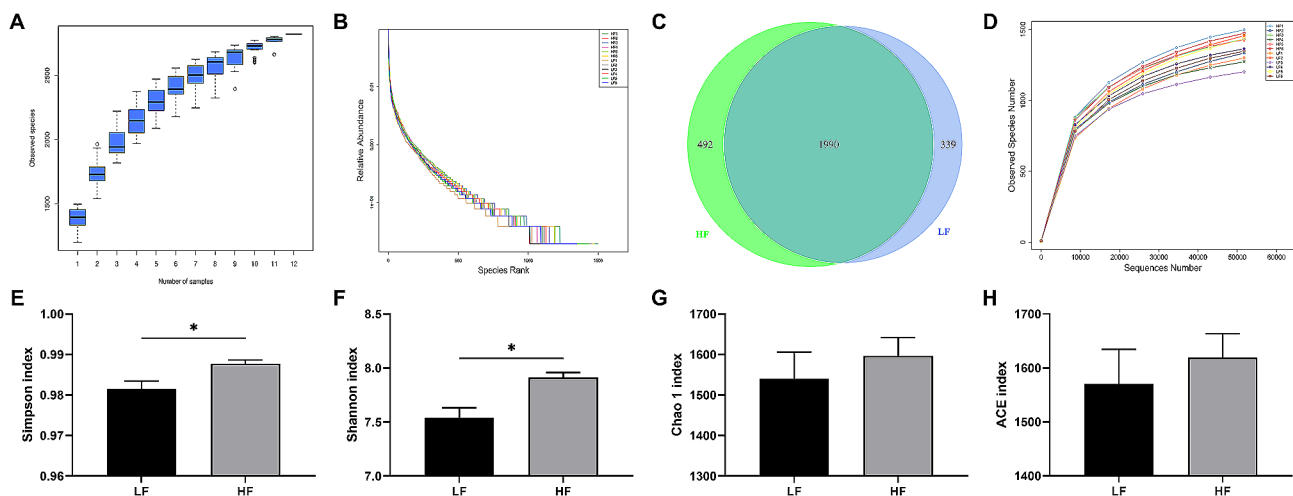 A
Observed species
1000
2000
1 2 3 4 5 6 7 8 9 10 11 12
Number of samples
B
Relative Abundance
0
500
1000
1500
Species Rank
C
492
1990
339
HF
LF
D
Observed Species Number
1500
1000
500
0
0 10000 20000 30000 40000 50000 60000
Sequences Number
E
Simpson index
1.00
0.99
0.98
0.97
0.96
*
LF HF
F
Shannon index
8.5
8.0
7.5
7.0
*
LF HF
G
Chao 1 index
1700
1600
1500
1400
1300
LF HF
H
ACE index
1700
1600
1500
1400
LF HF